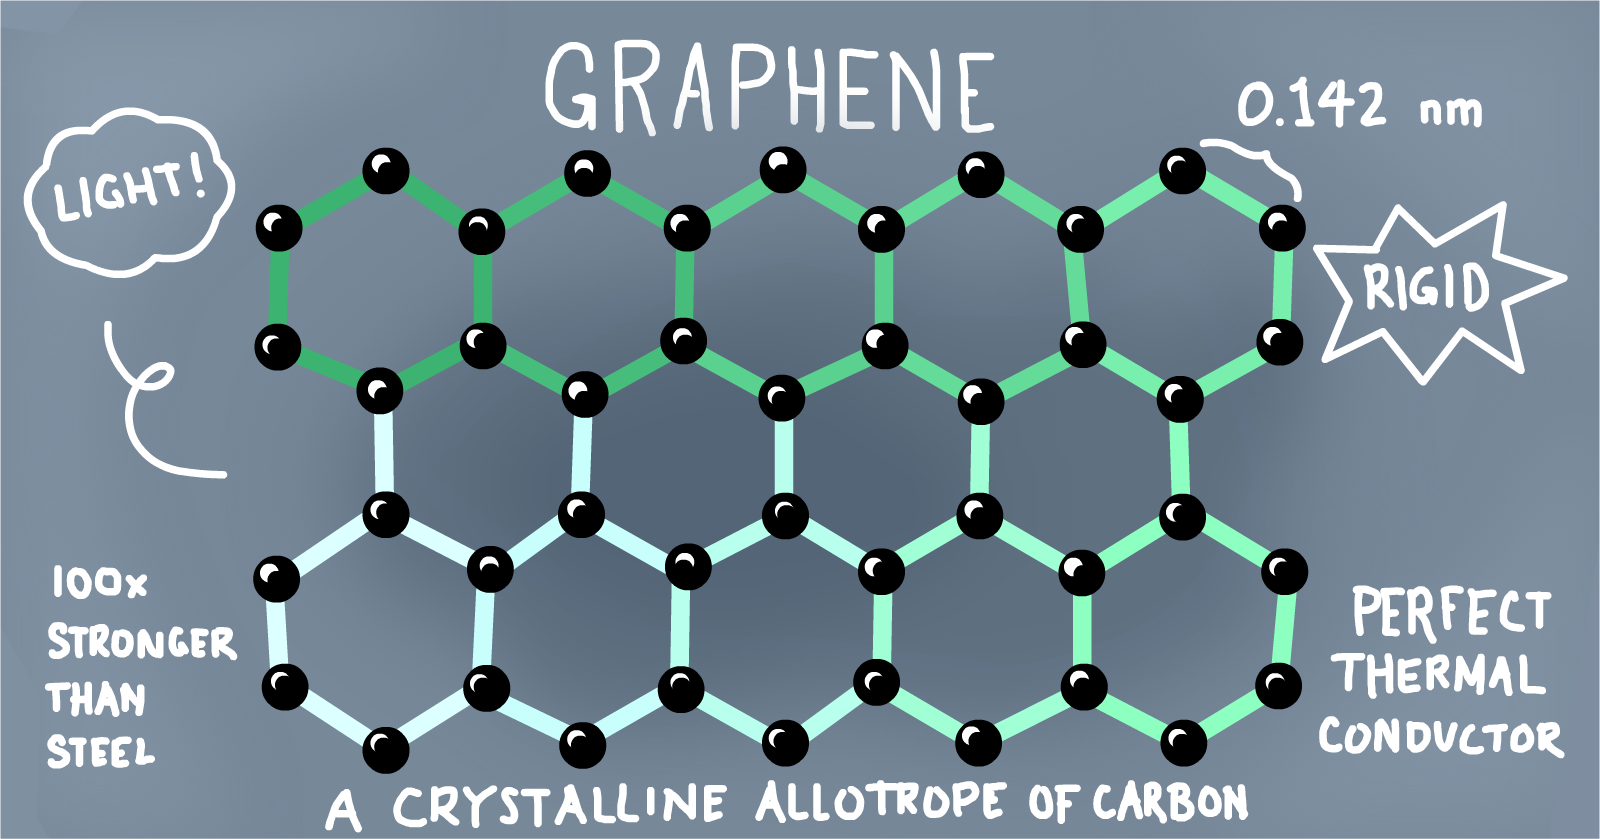 GRAPHENE
0.142 nm
LIGHT!
RIGID
100x
STRONGER
THAN
STEEL
PERFECT
THERMAL
CONDUCTOR
A CRYSTALLINE ALLOTROPE OF CARBON